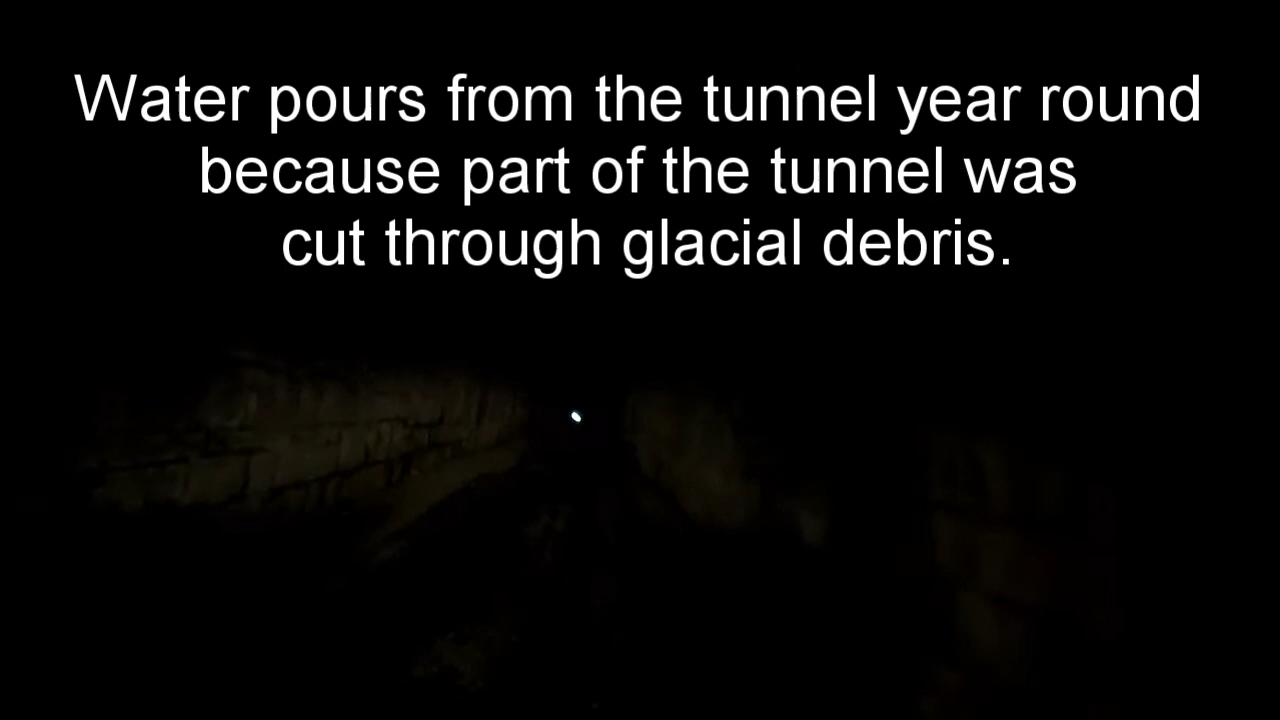 Water pours from the tunnel year round
because part of the tunnel was
cut through glacial debris.